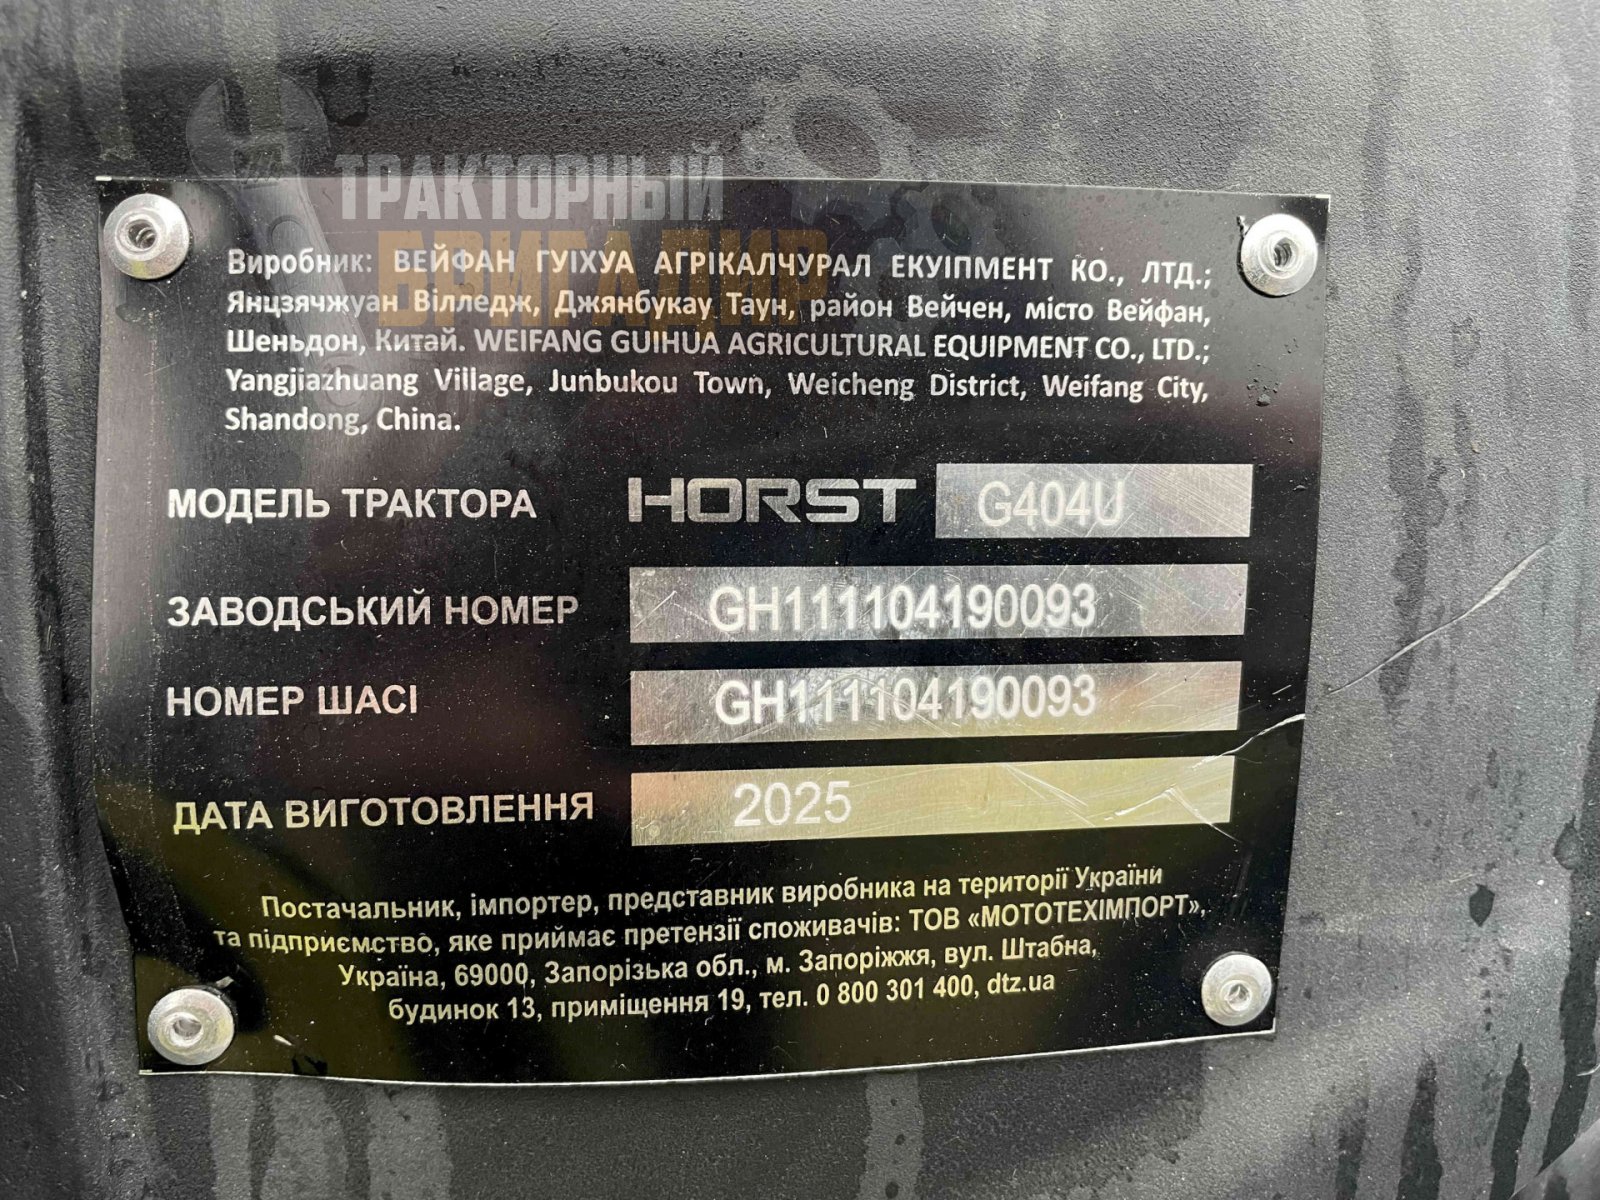 ТРАКТОРНЫЙ
БРИГАДИР
Виробник: ВЕЙФАН ГУІХУА АГРІКАЛЧУРАЛ ЕКУІПМЕНТ КО., ЛТД.;
Янцзячжуан Вілледж, Джянбукау Таун, район Вейчен, місто Вейфан,
Шеньдон, Китай. WEIFANG GUIHUA AGRICULTURAL EQUIPMENT CO., LTD.;
Yangjiazhuang Village, Junbukou Town, Weicheng District, Weifang City,
Shandong, China.
МОДЕЛЬ ТРАКТОРА HORST G404U
ЗАВОДСЬКИЙ НОМЕР GH111104190093
НОМЕР ШАСІ GH111104190093
ДАТА ВИГОТОВЛЕННЯ 2025
Постачальник, імпортер, представник виробника на території України
та підприємство, яке приймає претензії споживачів: ТОВ «МОТОТЕХІМПОРТ»,
Україна, 69000, Запорізька обл., м. Запоріжжя, вул. Штабна,
будинок 13, приміщення 19, тел. 0 800 301 400, dtz.ua